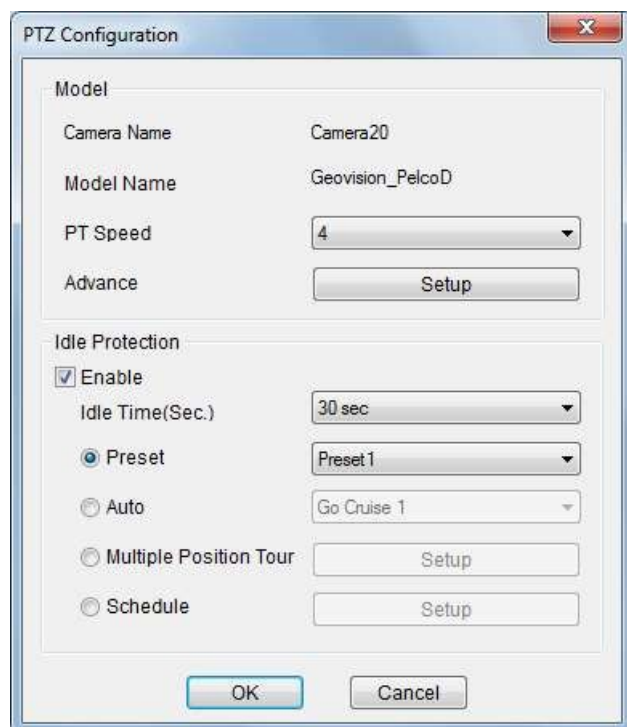 PTZ Configuration
Model
Camera Name Camera20
Model Name Geovision_PelcoD
PT Speed 4
Advance Setup
Idle Protection
Enable
Idle Time(Sec.) 30 sec
Preset Preset1
Auto Go Cruise 1
Multiple Position Tour Setup
Schedule Setup
OK Cancel